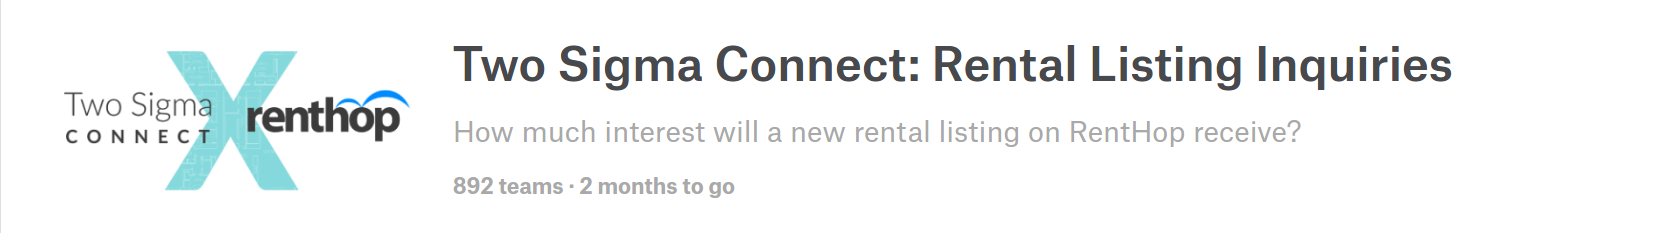 Two Sigma
CONNECT
X
renthop
Two Sigma Connect: Rental Listing Inquiries
How much interest will a new rental listing on RentHop receive?
892 teams · 2 months to go